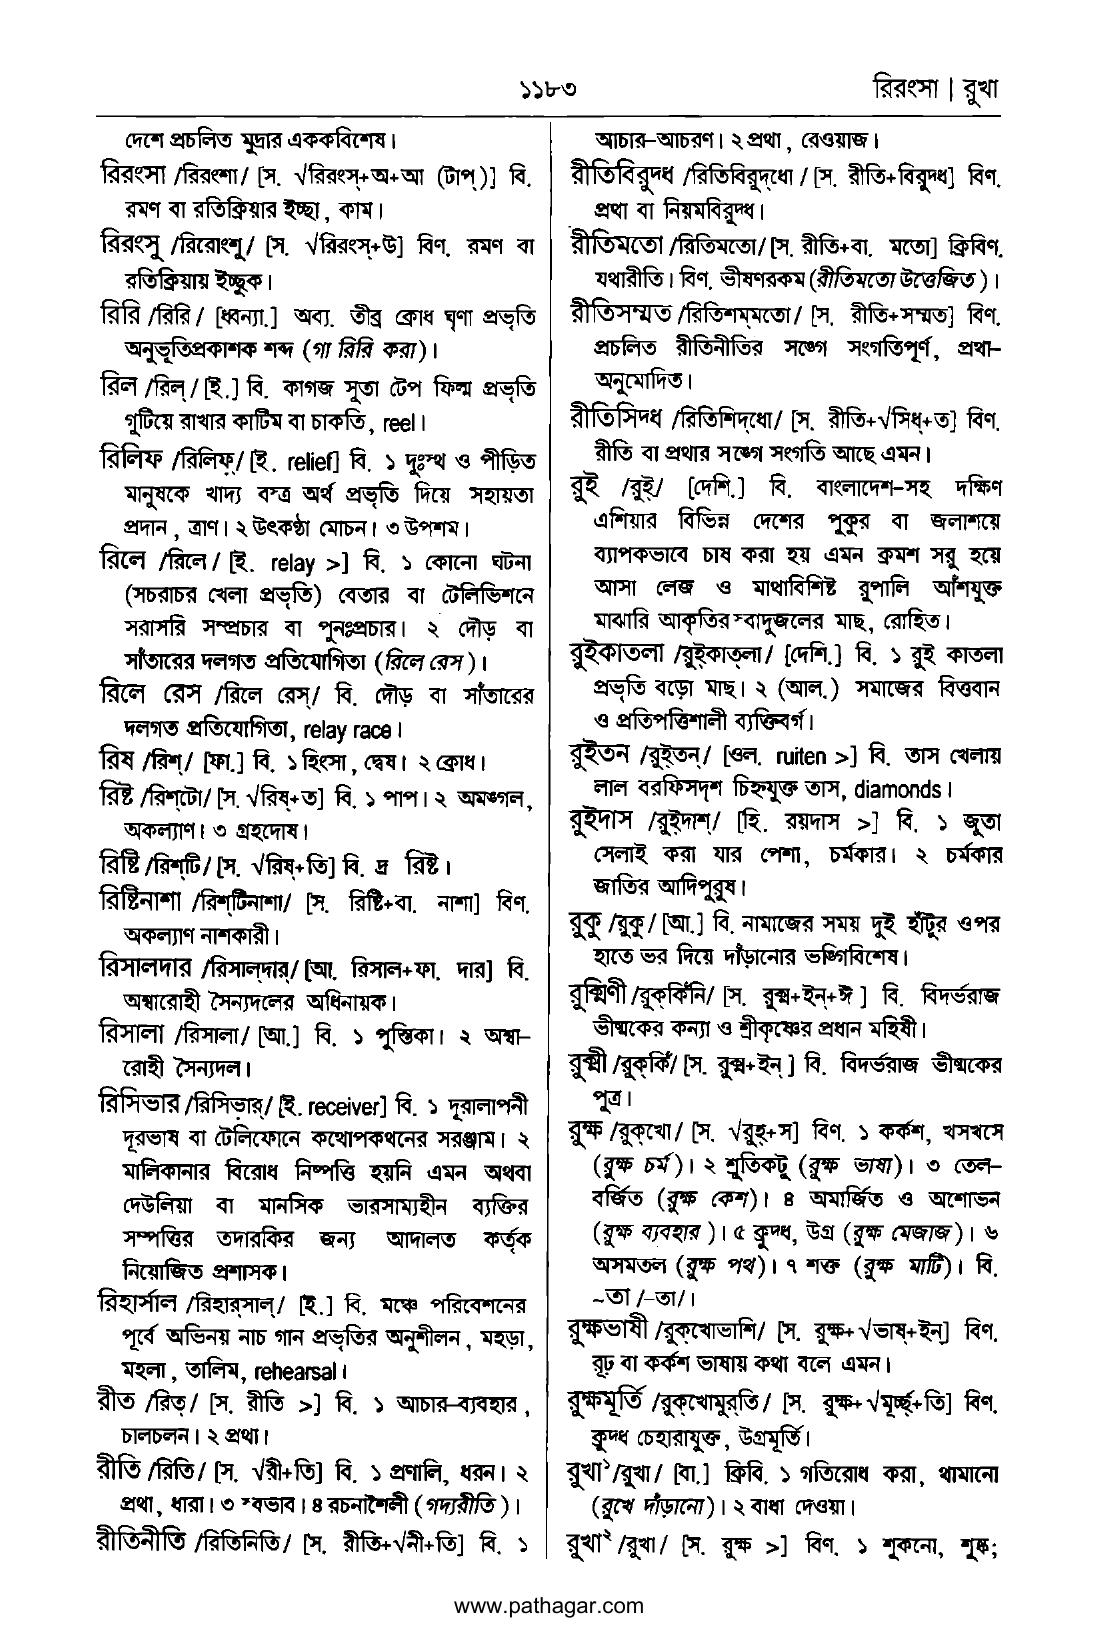 ১১৮৩
রিরংসা | রুখা
দেশে প্রচলিত মুদ্রার এককবিশেষ।
রিরংসা /রিরংশা/ [স. √রিরংস্+অ+আ (টাপ্)] বি.
রমণ বা রতিক্রিয়ার ইচ্ছা, কাম।
রিরংসু /রিরোংশু/ [স. √রিরংস্+উ] বিণ. রমণ বা
রতিক্রিয়ায় ইচ্ছুক।
রিরি /রিরি/ [ধ্বন্যা.] অব্য. তীব্র ক্রোধ ঘৃণা প্রভৃতি
অনুভূতিপ্রকাশক শব্দ (গা রিরি করা)।
রিল /রিল্/ [ই.] বি. কাগজ সুতা টেপ ফিল্ম প্রভৃতি
গুটিয়ে রাখার কাটিম বা চাকতি, reel।
রিলিফ /রিলিফ্/ [ই. relief] বি. ১ দুঃস্থ ও পীড়িত
মানুষকে খাদ্য বস্ত্র অর্থ প্রভৃতি দিয়ে সহায়তা
প্রদান, ত্রাণ। ২ উৎকণ্ঠা মোচন। ৩ উপশম।
রিলে /রিলে/ [ই. relay >] বি. ১ কোনো ঘটনা
(সচরাচর খেলা প্রভৃতি) বেতার বা টেলিভিশনে
সরাসরি সম্প্রচার বা পুনঃপ্রচার। ২ দৌড় বা
সাঁতারের দলগত প্রতিযোগিতা (রিলে রেস)।
রিলে রেস /রিলে রেস্/ বি. দৌড় বা সাঁতারের
দলগত প্রতিযোগিতা, relay race।
রিষ /রিশ্/ [ফা.] বি. ১ হিংসা, দ্বেষ। ২ ক্রোধ।
রিষ্ট /রিশ্‌টো/ [স. √রিষ্+ত] বি. ১ পাপ। ২ অমঙ্গল,
অকল্যাণ। ৩ গ্রহদোষ।
রিষ্টি /রিশ্‌টি/ [স. √রিষ্+তি] বি. দ্র রিষ্ট।
রিষ্টিনাশা /রিশ্‌টিনাশা/ [স. রিষ্টি+বা. নাশা] বিণ.
অকল্যাণ নাশকারী।
রিসালদার /রিসাল্‌দার্/ [আ. রিসাল+ফা. দার] বি.
অশ্বারোহী সৈন্যদলের অধিনায়ক।
রিসালা /রিসালা/ [আ.] বি. ১ পুস্তিকা। ২ অশ্বা–
রোহী সৈন্যদল।
রিসিভার /রিসিভ়ার্/ [ই. receiver] বি. ১ দূরালাপনী
দূরভাষ বা টেলিফোনে কথোপকথনের সরঞ্জাম। ২
মালিকানার বিরোধ নিষ্পত্তি হয়নি এমন অথবা
দেউলিয়া বা মানসিক ভারসাম্যহীন ব্যক্তির
সম্পত্তির তদারকির জন্য আদালত কর্তৃক
নিয়োজিত প্রশাসক।
রিহার্সাল /রিহার্‌সাল্/ [ই.] বি. মঞ্চে পরিবেশনের
পূর্বে অভিনয় নাচ গান প্রভৃতির অনুশীলন, মহড়া,
মহলা, তালিম, rehearsal।
রীত /রিত্/ [স. রীতি >] বি. ১ আচার–ব্যবহার,
চালচলন। ২ প্রথা।
রীতি /রিতি/ [স. √রী+তি] বি. ১ প্রণালি, ধরন। ২
প্রথা, ধারা। ৩ স্বভাব। ৪ রচনাশৈলী (গদ্যরীতি)।
রীতিনীতি /রিতিনিতি/ [স. রীতি+√নী+তি] বি. ১
আচার–আচরণ। ২ প্রথা, রেওয়াজ।
রীতিবিরুদ্ধ /রিতিবিরুদ্‌ধো/ [স. রীতি+বিরুদ্ধ] বিণ.
প্রথা বা নিয়মবিরুদ্ধ।
রীতিমতো /রিতিমতো/ [স. রীতি+বা. মতো] ক্রিবিণ.
যথারীতি। বিণ. ভীষণরকম (রীতিমতো উত্তেজিত)।
রীতিসম্মত /রিতিশম্‌মতো/ [স. রীতি+সম্মত] বিণ.
প্রচলিত রীতিনীতির সঙ্গে সংগতিপূর্ণ, প্রথা–
অনুমোদিত।
রীতিসিদ্ধ /রিতিশিদ্‌ধো/ [স. রীতি+√সিধ্+ত] বিণ.
রীতি বা প্রথার সঙ্গে সংগতি আছে এমন।
রুই /রুই্/ [দেশি.] বি. বাংলাদেশ–সহ দক্ষিণ
এশিয়ার বিভিন্ন দেশের পুকুর বা জলাশয়ে
ব্যাপকভাবে চাষ করা হয় এমন ক্রমশ সরু হয়ে
আসা লেজ ও মাথাবিশিষ্ট রুপালি আঁশযুক্ত
মাঝারি আকৃতির স্বাদুজলের মাছ, রোহিত।
রুইকাতলা /রুই্‌কাত্‌লা/ [দেশি.] বি. ১ রুই কাতলা
প্রভৃতি বড়ো মাছ। ২ (আল.) সমাজের বিত্তবান
ও প্রতিপত্তিশালী ব্যক্তিবর্গ।
রুইতন /রুই্‌তন্/ [ওল. ruiten >] বি. তাস খেলায়
লাল বরফিসদৃশ চিহ্নযুক্ত তাস, diamonds।
রুইদাস /রুই্‌দাশ্/ [হি. রয়দাস >] বি. ১ জুতা
সেলাই করা যার পেশা, চর্মকার। ২ চর্মকার
জাতির আদিপুরুষ।
রুকু /রুকু/ [আ.] বি. নামাজের সময় দুই হাঁটুর ওপর
হাতে ভর দিয়ে দাঁড়ানোর ভঙ্গিবিশেষ।
রুক্মিণী /রুক্‌কিঁনি/ [স. রুক্ম+ইন্+ঈ] বি. বিদর্ভরাজ
ভীষ্মকের কন্যা ও শ্রীকৃষ্ণের প্রধান মহিষী।
রুক্মী /রুক্‌কিঁ/ [স. রুক্ম+ইন্] বি. বিদর্ভরাজ ভীষ্মকের
পুত্র।
রুক্ষ /রুক্‌খো/ [স. √রুহ্+স] বিণ. ১ কর্কশ, খসখসে
(রুক্ষ চর্ম)। ২ শ্রুতিকটু (রুক্ষ ভাষা)। ৩ তেল–
বর্জিত (রুক্ষ কেশ)। ৪ অমার্জিত ও অশোভন
(রুক্ষ ব্যবহার)। ৫ ক্রুদ্ধ, উগ্র (রুক্ষ মেজাজ)। ৬
অসমতল (রুক্ষ পথ)। ৭ শক্ত (রুক্ষ মাটি)। বি.
~তা /–তা/।
রুক্ষভাষী /রুক্‌খোভাশি/ [স. রুক্ষ+√ভাষ্+ইন্] বিণ.
রূঢ় বা কর্কশ ভাষায় কথা বলে এমন।
রুক্ষমূর্তি /রুক্‌খোমুর্‌তি/ [স. রুক্ষ+√মূর্চ্ছ্+তি] বিণ.
ক্রুদ্ধ চেহারাযুক্ত, উগ্রমূর্তি।
রুখা¹ /রুখা/ [বা.] ক্রিবি. ১ গতিরোধ করা, থামানো
(রুখে দাঁড়ানো)। ২ বাধা দেওয়া।
রুখা² /রুখা/ [স. রুক্ষ >] বিণ. ১ শুকনো, শুষ্ক;
www.pathagar.com